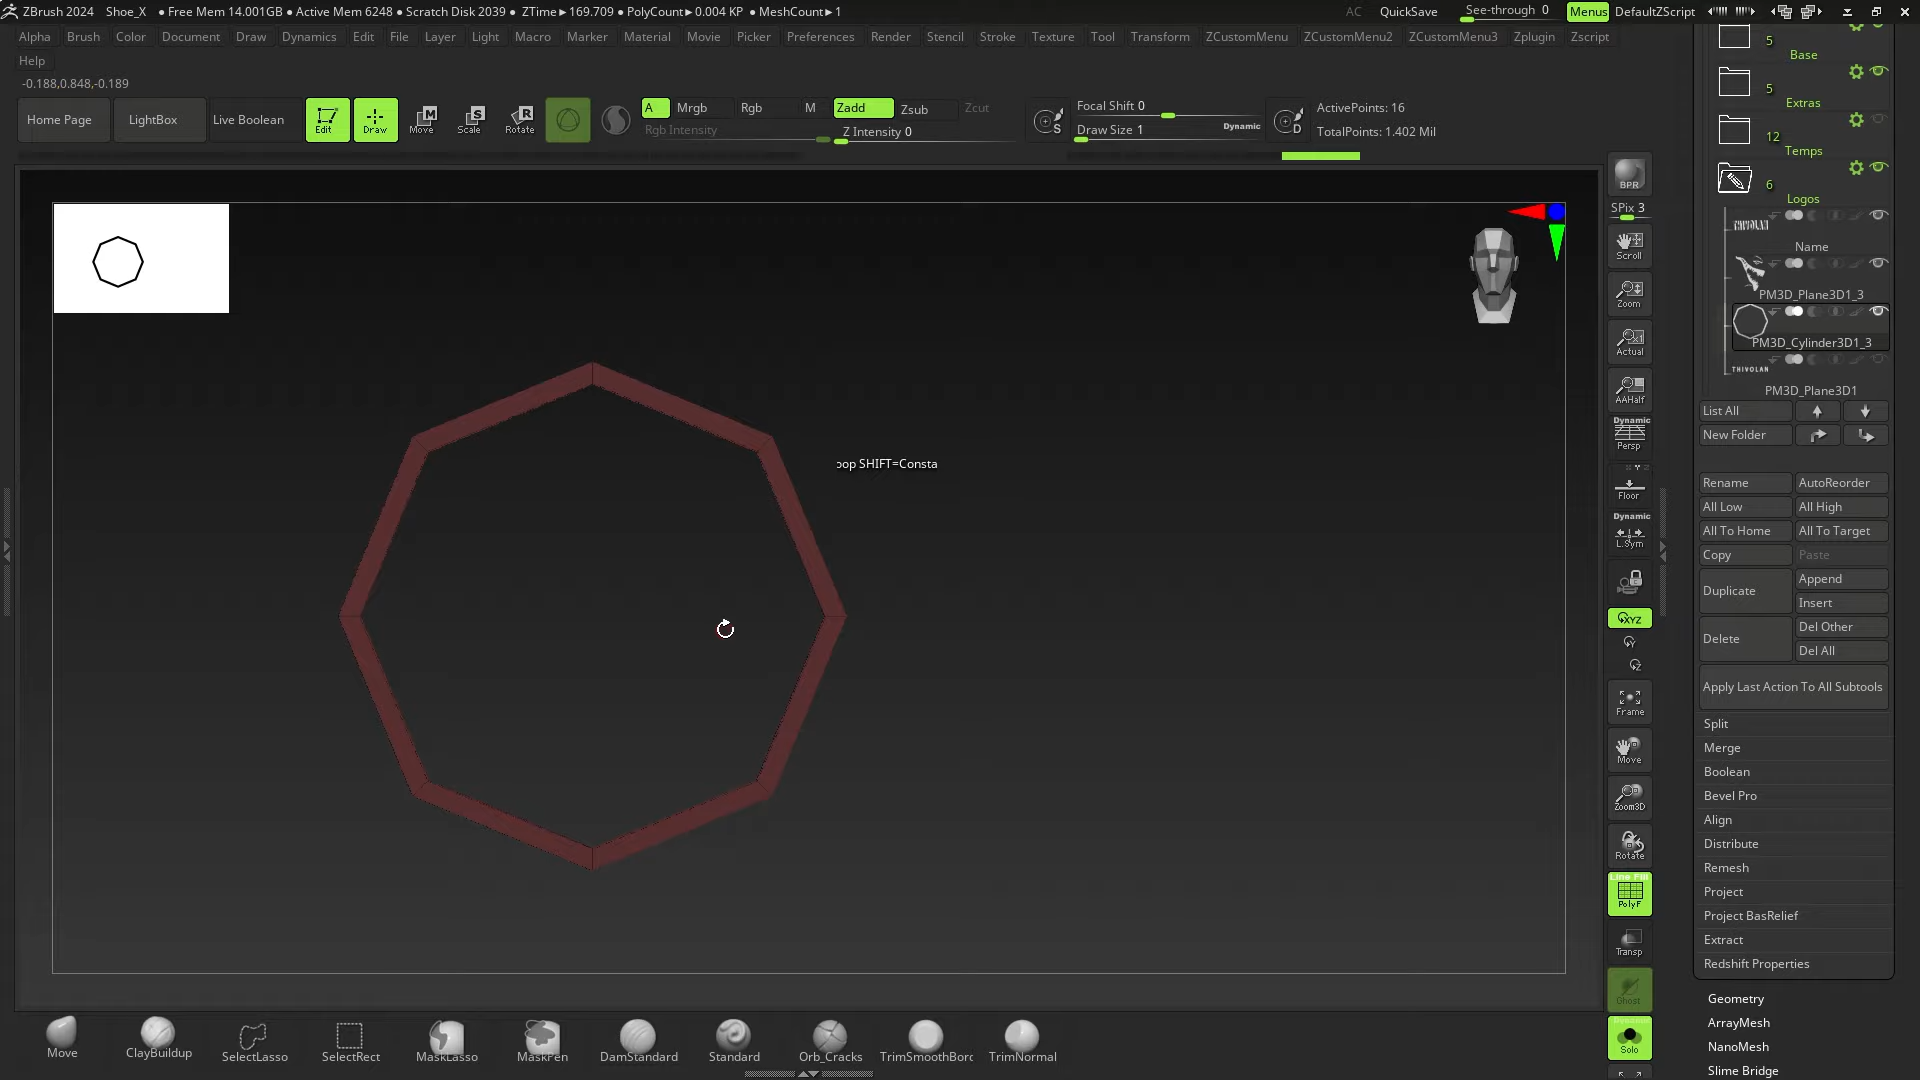 ZBrush 2024 Shoe_X ● Free Mem 14.001GB ● Active Mem 6248 ● Scratch Disk 2039 ● ZTime►169.709 ● PolyCount►0.004 KP ● MeshCount►1
AC QuickSave See-through 0 Menus DefaultZScript
Alpha Brush Color Document Draw Dynamics Edit File Layer Light Macro Marker Material Movie Picker Preferences Render Stencil Stroke Texture Tool Transform ZCustomMenu ZCustomMenu2 ZCustomMenu3 Zplugin Zscript
Help
-0.188,0.848,-0.189
Home Page LightBox Live Boolean Edit Draw Move Scale Rotate
A Mrgb Rgb M Zadd Zsub Zcut
Rgb Intensity Z Intensity 0
Focal Shift 0
Draw Size 1 Dynamic
ActivePoints: 16
TotalPoints: 1.402 Mil
oop SHIFT=Consta
BPR
SPix 3
Scroll
Zoom
Actual
AAHalf
Dynamic
Persp
Floor
Dynamic
L.Sym
XYZ
Y
Z
Frame
Move
Zoom3D
Rotate
Line Fill
PolyF
Transp
Ghost
Dynamic
Solo
5
Base
5
Extras
12
Temps
6
Logos
Name
PM3D_Plane3D1_3
PM3D_Cylinder3D1_3
THIVOLAN
PM3D_Plane3D1
List All
New Folder
Rename AutoReorder
All Low All High
All To Home All To Target
Copy Paste
Duplicate Append
Insert
Delete Del Other
Del All
Apply Last Action To All Subtools
Split
Merge
Boolean
Bevel Pro
Align
Distribute
Remesh
Project
Project BasRelief
Extract
Redshift Properties
Geometry
ArrayMesh
NanoMesh
Slime Bridge
Move ClayBuildup SelectLasso SelectRect MaskLasso MaskPen DamStandard Standard Orb_Cracks TrimSmoothBorc TrimNormal